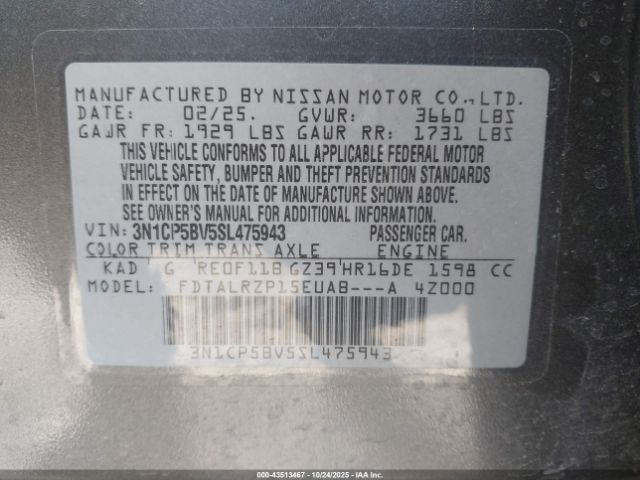 MANUFACTURED BY NISSAN MOTOR CO., LTD.
DATE: 02/25. GVWR: 3660 LBS
GAWR FR: 1929 LBS GAWR RR: 1731 LBS
THIS VEHICLE CONFORMS TO ALL APPLICABLE FEDERAL MOTOR
VEHICLE SAFETY, BUMPER AND THEFT PREVENTION STANDARDS
IN EFFECT ON THE DATE OF MANUFACTURE SHOWN ABOVE.
SEE OWNER'S MANUAL FOR ADDITIONAL INFORMATION.
VIN: 3N1CP5BV5SL475943 PASSENGER CAR.
COLOR TRIM TRANS AXLE ENGINE
KAD G RE0F11B GZ39 HR16DE 1598 CC
MODEL: FDTALRZP15EUAB---A 4Z000
3N1CP5BV5SL475943
000-43513467 10/24/2025 IAA Inc.